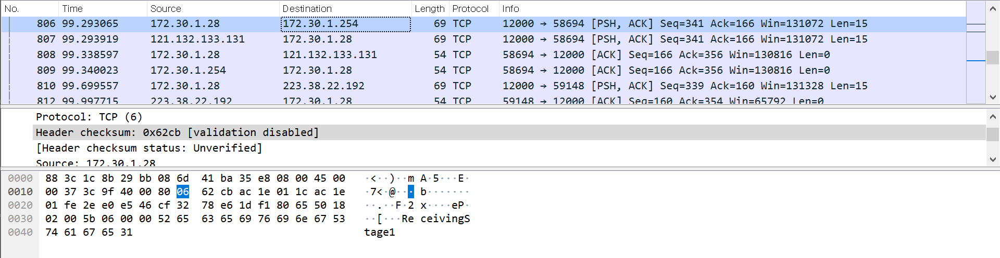 No. Time Source Destination Length Protocol Info
806 99.293065 172.30.1.28 172.30.1.254 69 TCP 12000 → 58694 [PSH, ACK] Seq=341 Ack=166 Win=131072 Len=15
807 99.293919 121.132.133.131 172.30.1.28 69 TCP 12000 → 58694 [PSH, ACK] Seq=341 Ack=166 Win=131072 Len=15
808 99.338597 172.30.1.28 121.132.133.131 54 TCP 58694 → 12000 [ACK] Seq=166 Ack=356 Win=130816 Len=0
809 99.340023 172.30.1.254 172.30.1.28 54 TCP 58694 → 12000 [ACK] Seq=166 Ack=356 Win=130816 Len=0
810 99.699557 172.30.1.28 223.38.22.192 69 TCP 12000 → 59148 [PSH, ACK] Seq=339 Ack=160 Win=131328 Len=15
812 99.997715 223.38.22.192 172.30.1.28 54 TCP 59148 → 12000 [ACK] Seq=160 Ack=354 Win=65792 Len=0
Protocol: TCP (6)
Header checksum: 0x62cb [validation disabled]
[Header checksum status: Unverified]
Source: 172.30.1.28
0000 88 3c 1c 8b 29 bb 08 6d 41 ba 35 e8 08 00 45 00 ·<··)··m A·5···E·
0010 00 37 3c 9f 40 00 80 06 62 cb ac 1e 01 1c ac 1e ·7<·@··· b·······
0020 01 fe 2e e0 e5 46 cf 32 78 e6 1d f1 80 65 50 18 ··.··F·2 x····eP·
0030 02 00 5b 06 00 00 52 65 63 65 69 76 69 6e 67 53 ··[···Re ceivingS
0040 74 61 67 65 31 tage1